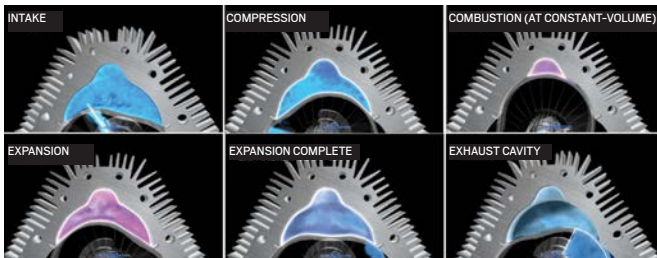 INTAKE
COMPRESSION
COMBUSTION (AT CONSTANT-VOLUME)
EXPANSION
EXPANSION COMPLETE
EXHAUST CAVITY